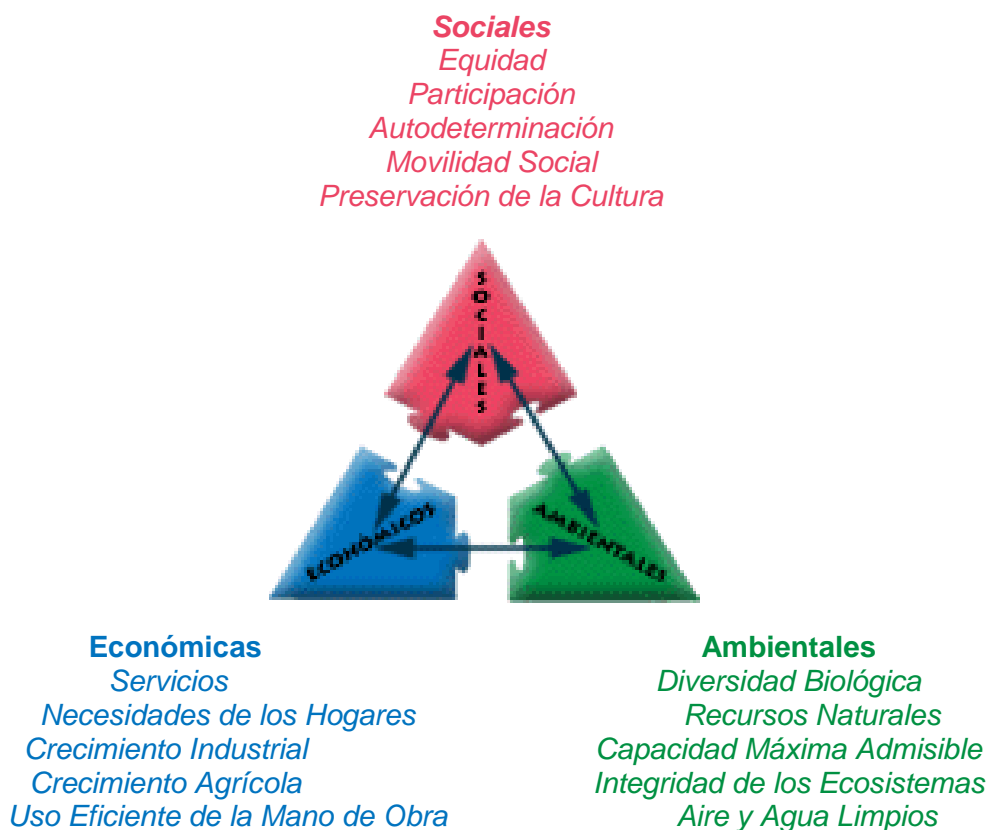 Sociales
Equidad
Participación
Autodeterminación
Movilidad Social
Preservación de la Cultura
SOCIALES
ECONÓMICOS
AMBIENTALES
Económicas
Servicios
Necesidades de los Hogares
Crecimiento Industrial
Crecimiento Agrícola
Uso Eficiente de la Mano de Obra
Ambientales
Diversidad Biológica
Recursos Naturales
Capacidad Máxima Admisible
Integridad de los Ecosistemas
Aire y Agua Limpios